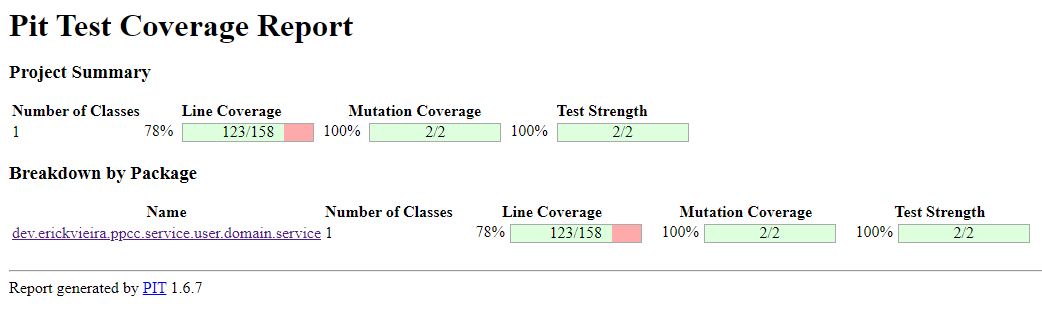 Pit Test Coverage Report
Project Summary
Number of Classes Line Coverage Mutation Coverage Test Strength
1 78% 123/158 100% 2/2 100% 2/2
Breakdown by Package
Name Number of Classes Line Coverage Mutation Coverage Test Strength
dev.erickvieira.ppcc.service.user.domain.service 1 78% 123/158 100% 2/2 100% 2/2
Report generated by PIT 1.6.7